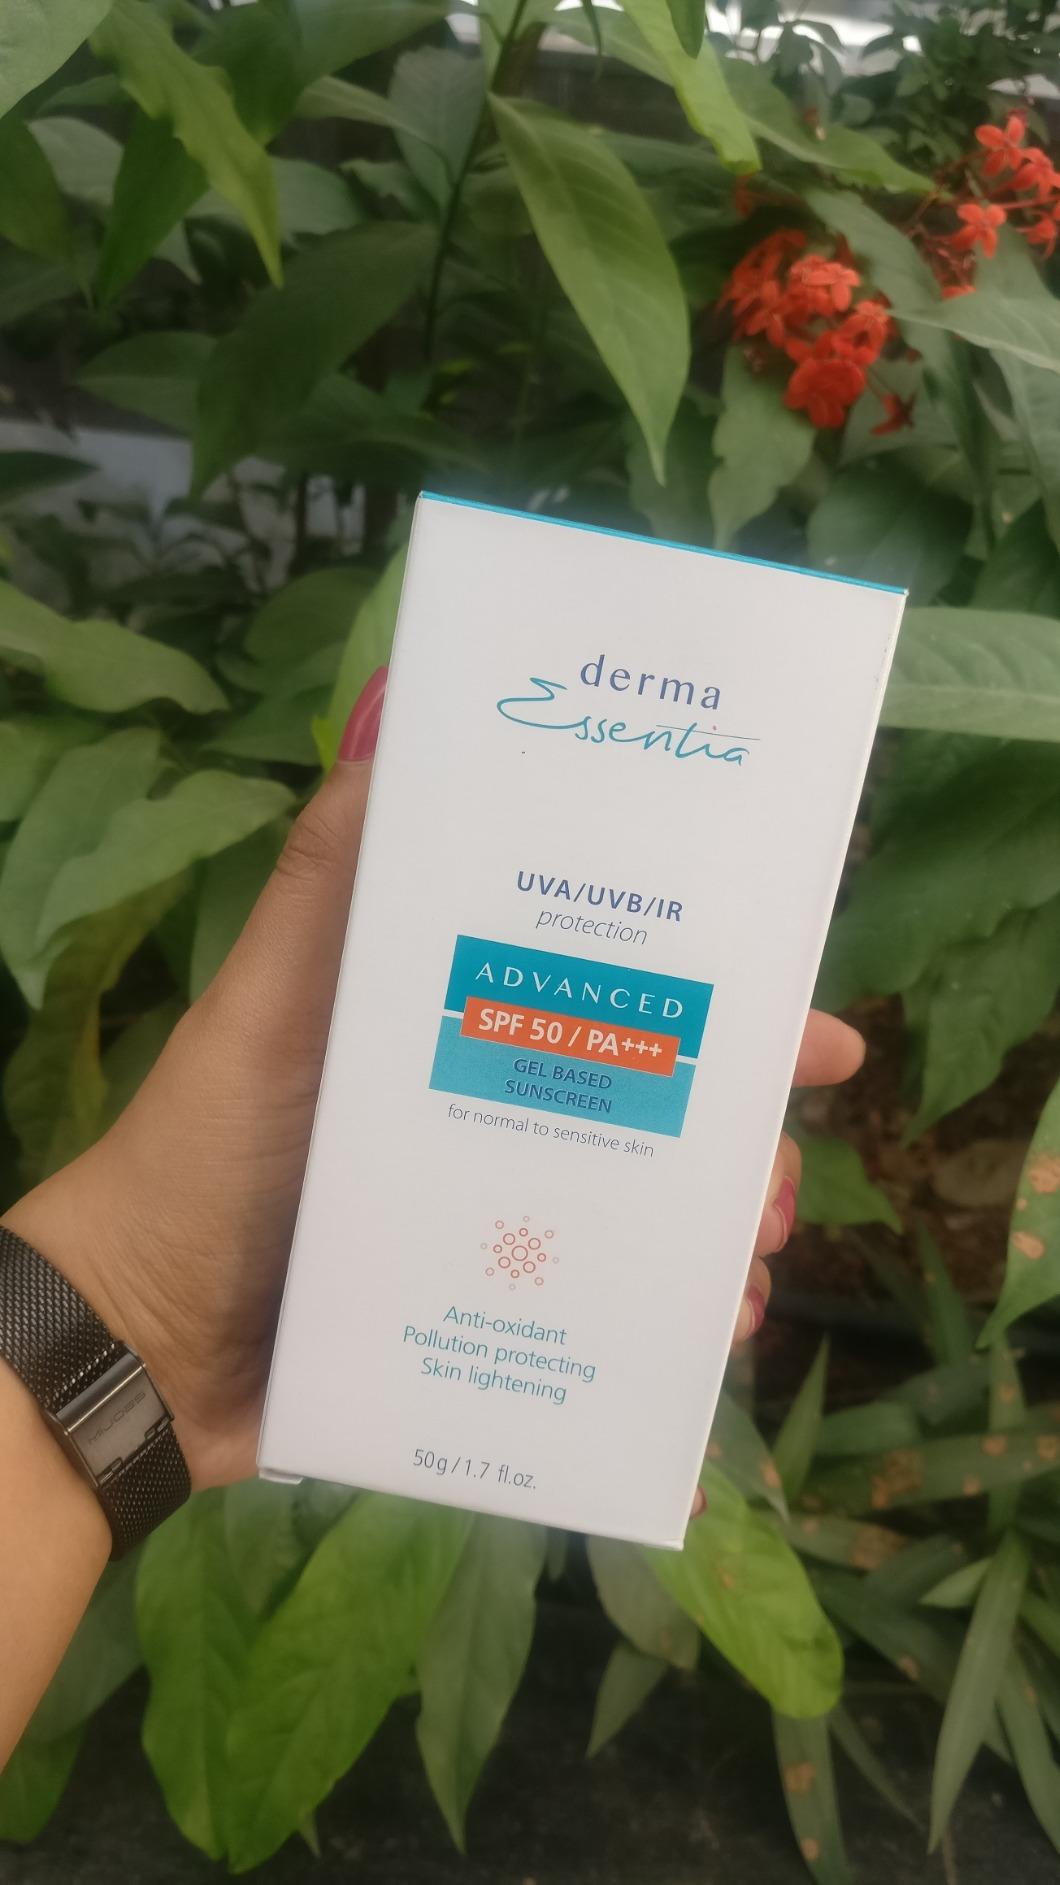 derma
Essentia
UVA/UVB/IR
protection
ADVANCED
SPF 50 / PA+++
GEL BASED
SUNSCREEN
for normal to sensitive skin
Anti-oxidant
Pollution protecting
Skin lightening
50g/1.7 fl.oz.